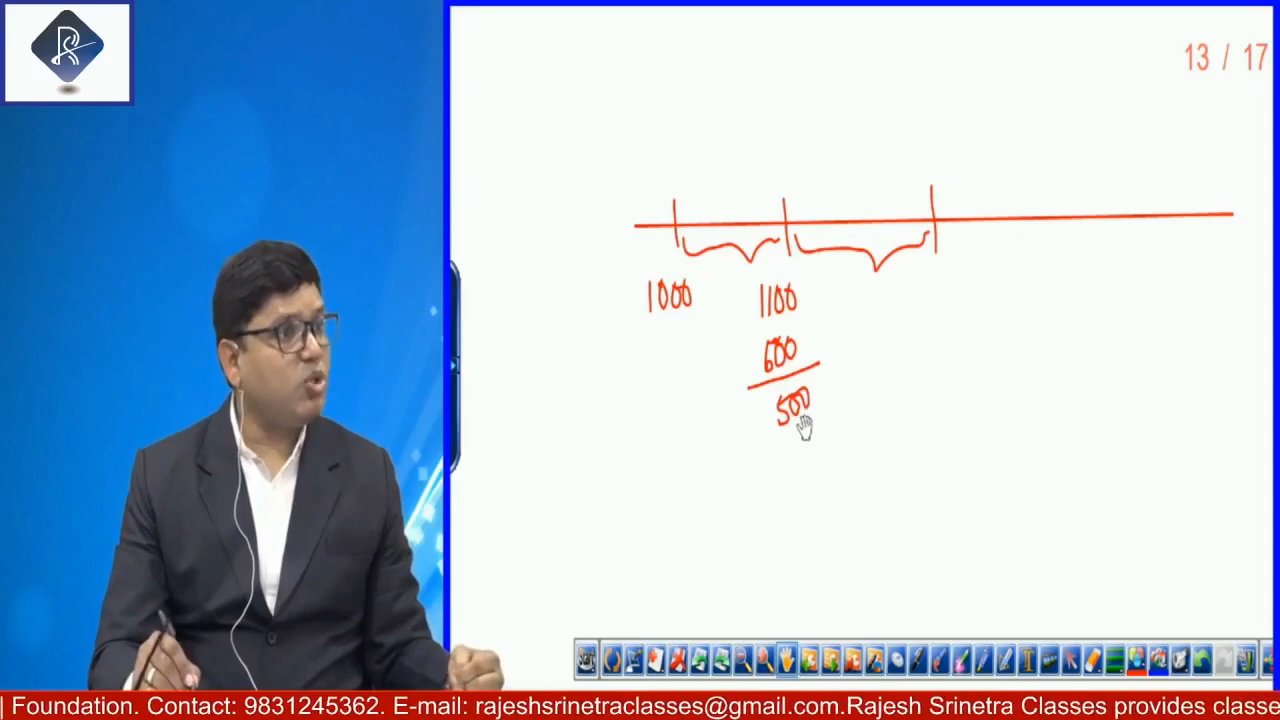 13 / 17
1000 1100
600
500
| Foundation. Contact: 9831245362. E-mail: rajeshsrinetraclasses@gmail.com.Rajesh Srinetra Classes provides classe